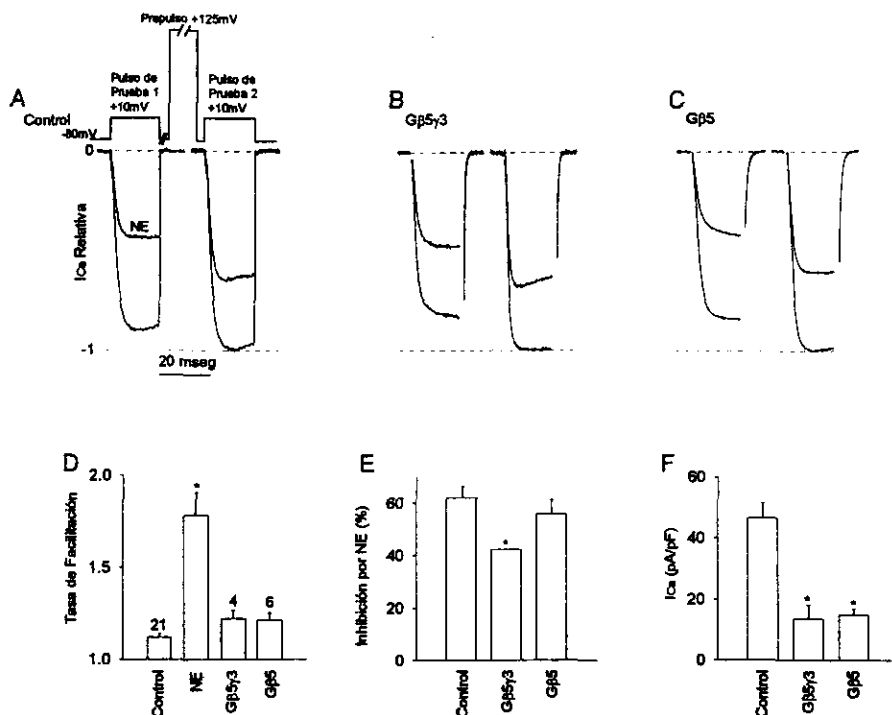 Prepulso +125mV
Pulso de
Prueba 1
+10mV
Pulso de
Prueba 2
+10mV
A
Control
-80mV
B
Gβ5γ3
C
Gβ5
0
NE
ICa Relativa
-1
20 mseg
D
Tasa de Facilitación
2.0
1.5
1.0
*
21
4
6
Control
NE
Gβ5γ3
Gβ5
E
Inhibición por NE (%)
60
40
20
0
*
Control
Gβ5γ3
Gβ5
F
ICa (pA/pF)
60
40
20
0
*
*
Control
Gβ5γ3
Gβ5